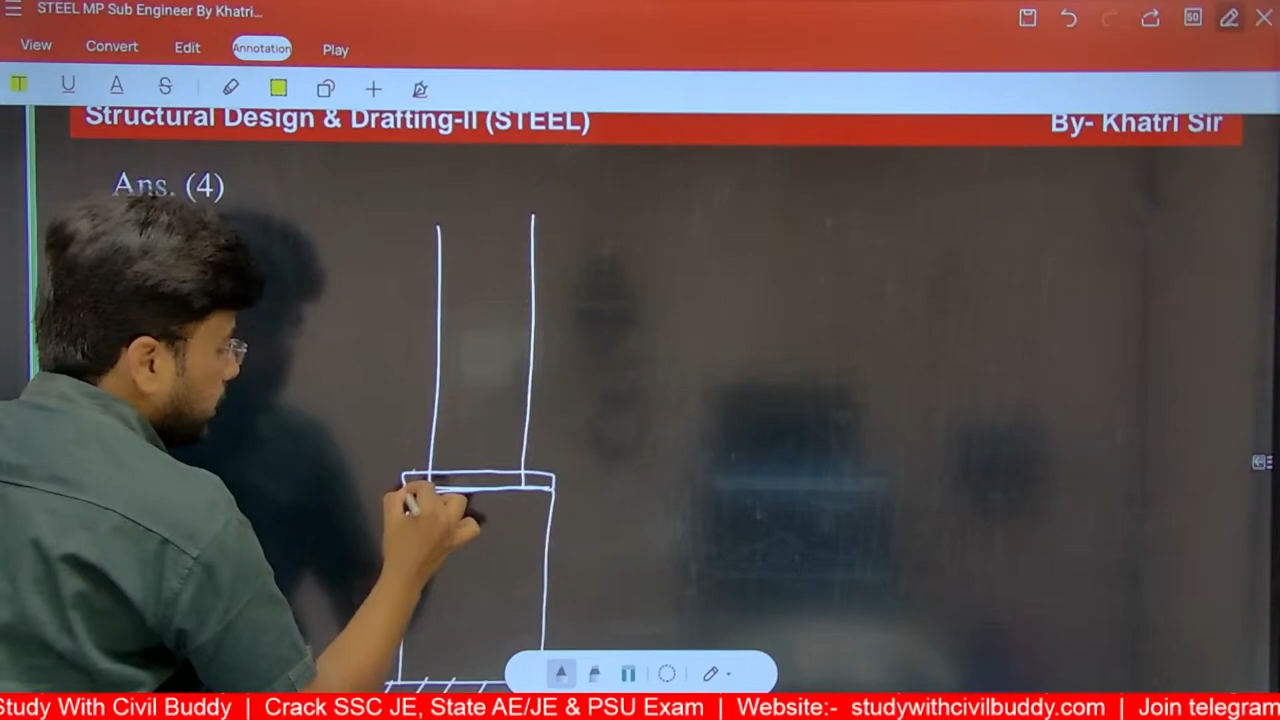 STEEL MP Sub Engineer By Khatri...
50
View Convert Edit Annotation Play
T U A S
Structural Design & Drafting-II (STEEL) By- Khatri Sir
Ans. (4)
Study With Civil Buddy | Crack SSC JE, State AE/JE & PSU Exam | Website:- studywithcivilbuddy.com | Join telegram